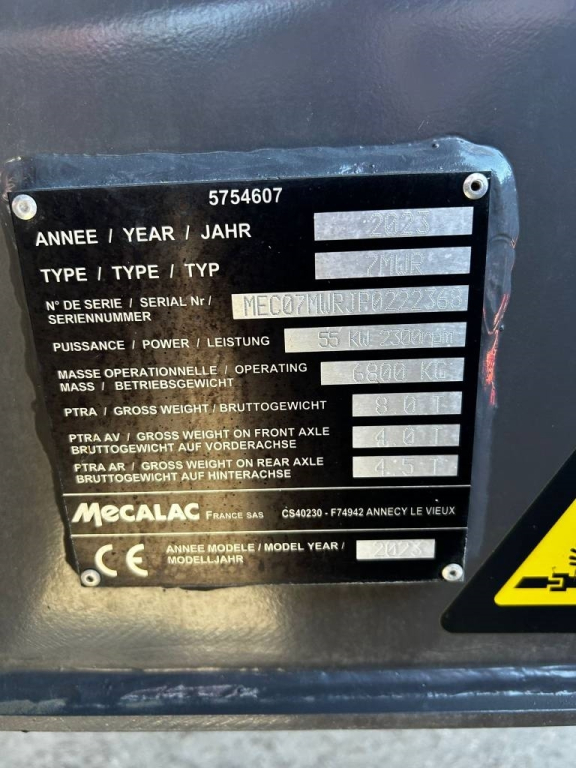 5754607
ANNEE / YEAR / JAHR 2023
TYPE / TYPE / TYP 7MWR
N° DE SERIE / SERIAL Nr / MEC07MWRJP0222368
SERIENNUMMER
PUISSANCE / POWER / LEISTUNG 55 KW 2300rpm
MASSE OPERATIONNELLE / OPERATING 6800 KG
MASS / BETRIEBSGEWICHT
PTRA / GROSS WEIGHT / BRUTTOGEWICHT 8.0 T
PTRA AV / GROSS WEIGHT ON FRONT AXLE 4.0 T
BRUTTOGEWICHT AUF VORDERACHSE
PTRA AR / GROSS WEIGHT ON REAR AXLE 4.5 T
BRUTTOGEWICHT AUF HINTERACHSE
MECALAC FRANCE SAS CS40230 - F74942 ANNECY LE VIEUX
CE ANNEE MODELE / MODEL YEAR / 2023
MODELLJAHR